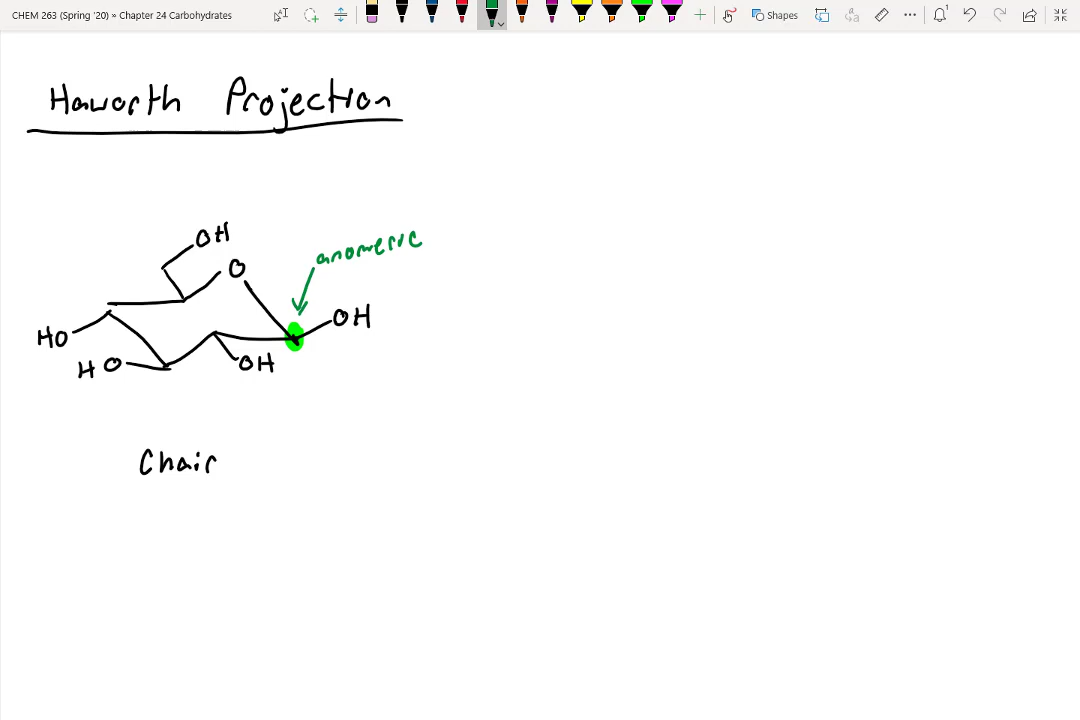 CHEM 263 (Spring '20) » Chapter 24 Carbohydrates
Shapes
Haworth Projection
OH
anomeric
O
OH
HO
HO
OH
Chair